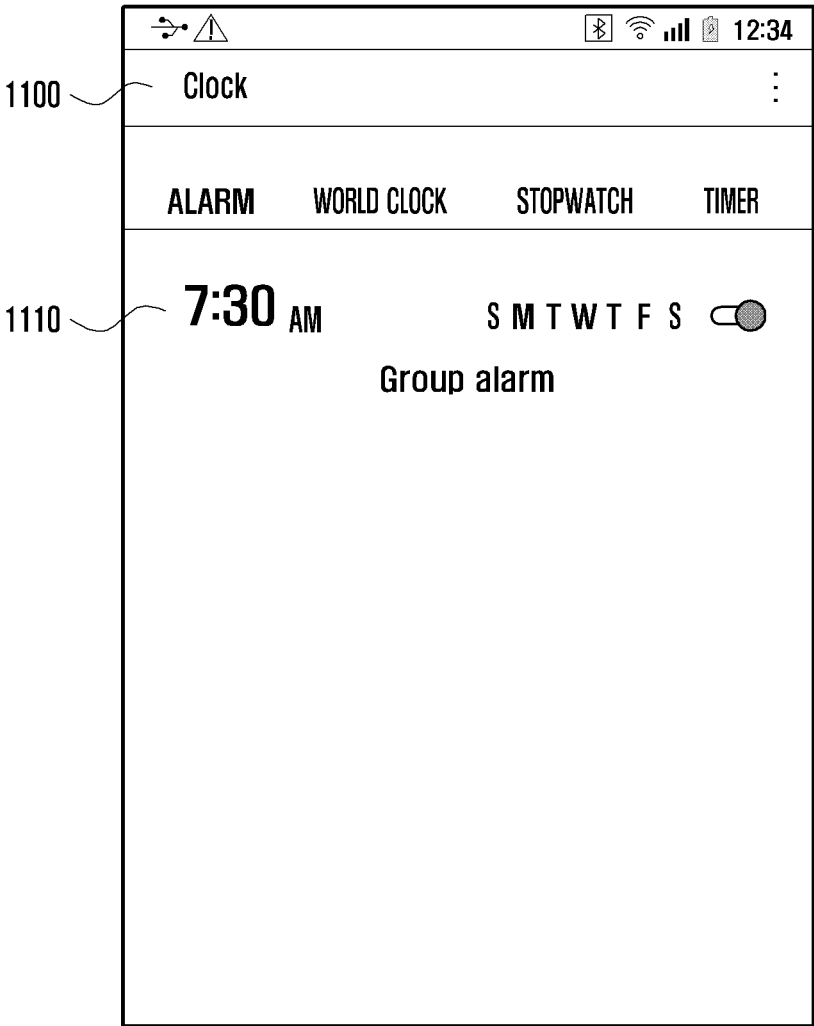 12:34
1100 Clock
ALARM WORLD CLOCK STOPWATCH TIMER
1110 7:30 AM S M T W T F S
Group alarm